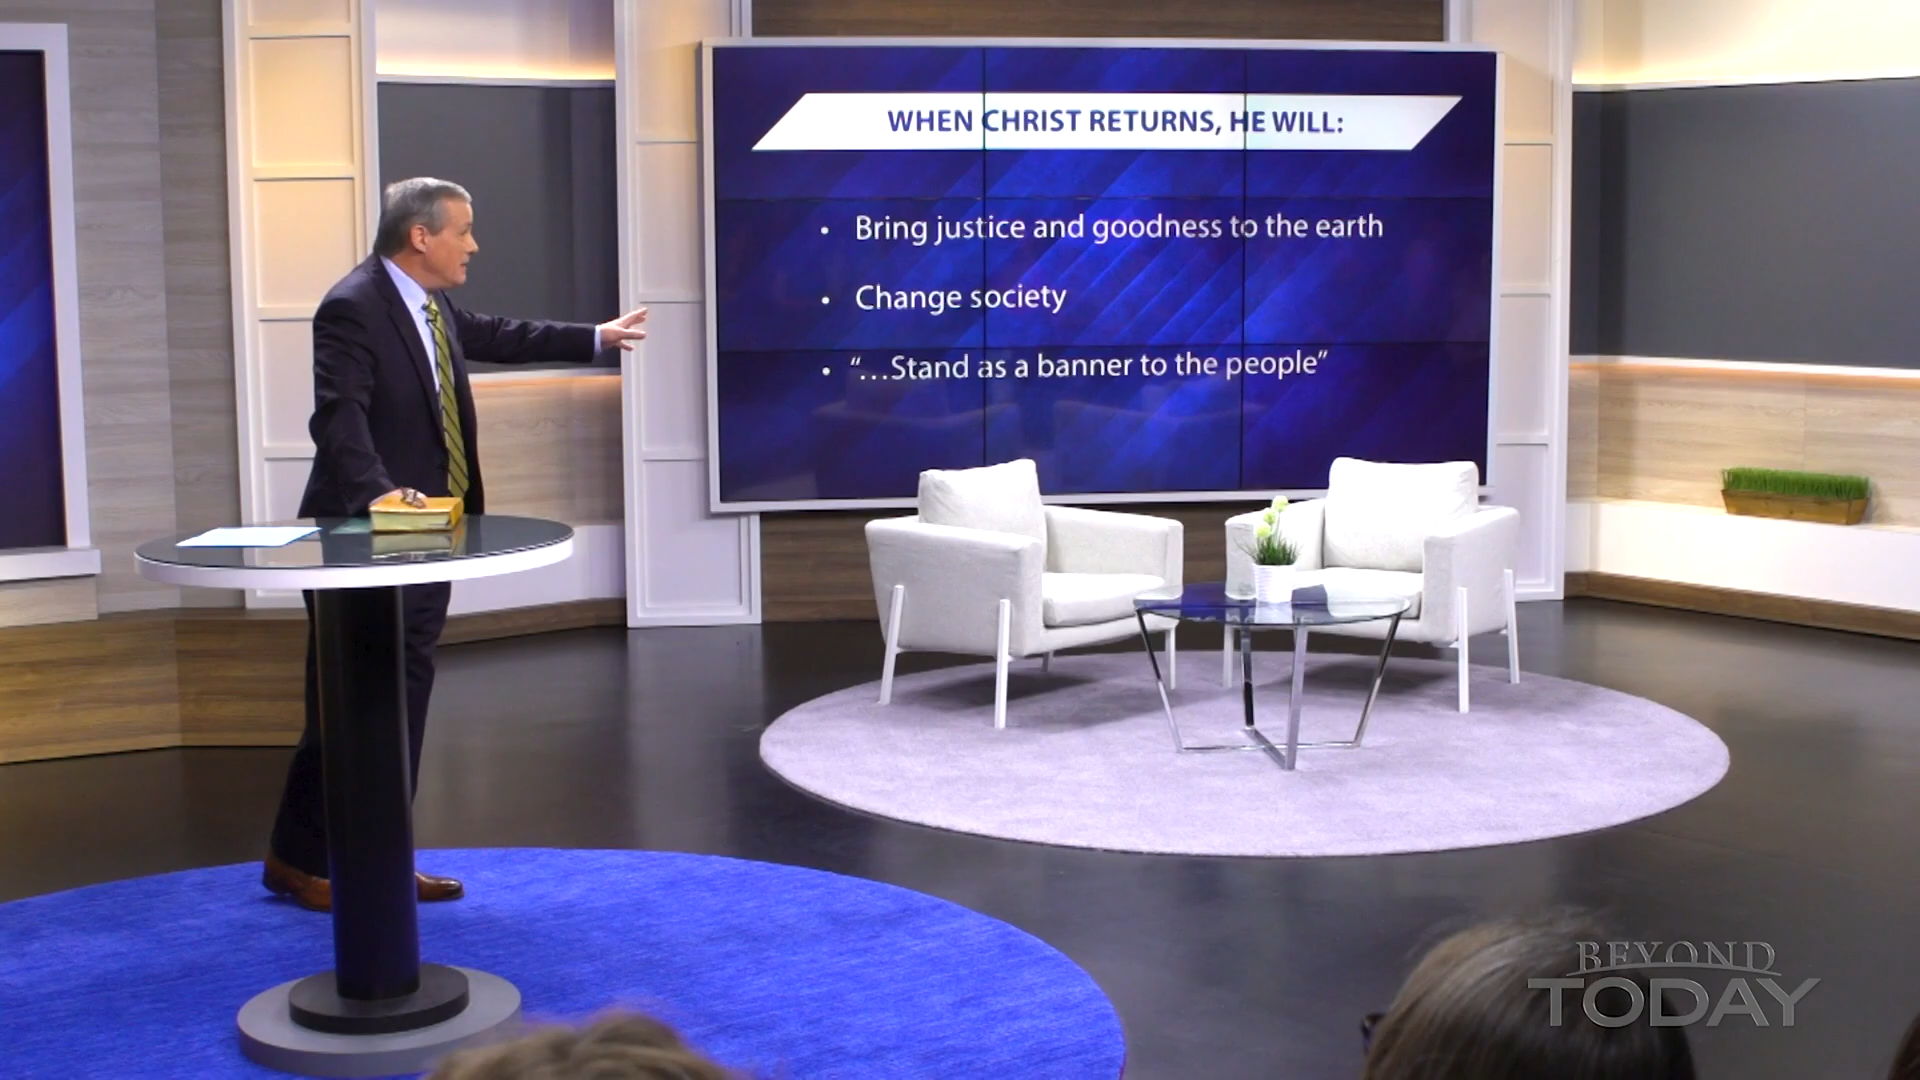 WHEN CHRIST RETURNS, HE WILL:
• Bring justice and goodness to the earth
• Change society
• “...Stand as a banner to the people”
BEYOND
TODAY